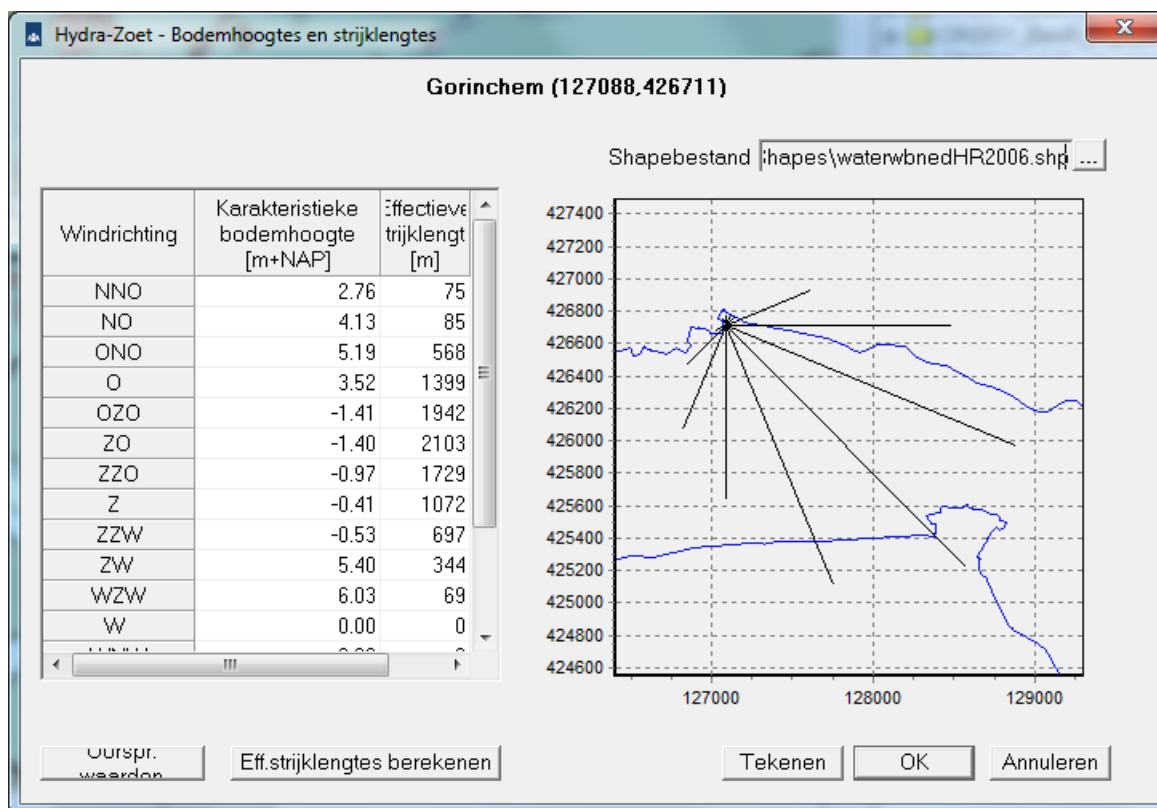 Hydra-Zoet - Bodemhoogtes en strijklengtes
Gorinchem (127088,426711)
Shapebestand hapes\waterwbnedHR2006.shp ...
Windrichting Karakteristieke bodemhoogte [m+NAP] Effectieve trijklengt [m]
NNO 2.76 75
NO 4.13 85
ONO 5.19 568
O 3.52 1399
OZO -1.41 1942
ZO -1.40 2103
ZZO -0.97 1729
Z -0.41 1072
ZZW -0.53 697
ZW 5.40 344
WZW 6.03 69
W 0.00 0
427400
427200
427000
426800
426600
426400
426200
426000
425800
425600
425400
425200
425000
424800
424600
127000 128000 129000
Oorspr. waarden
Eff.strijklengtes berekenen
Tekenen
OK
Annuleren